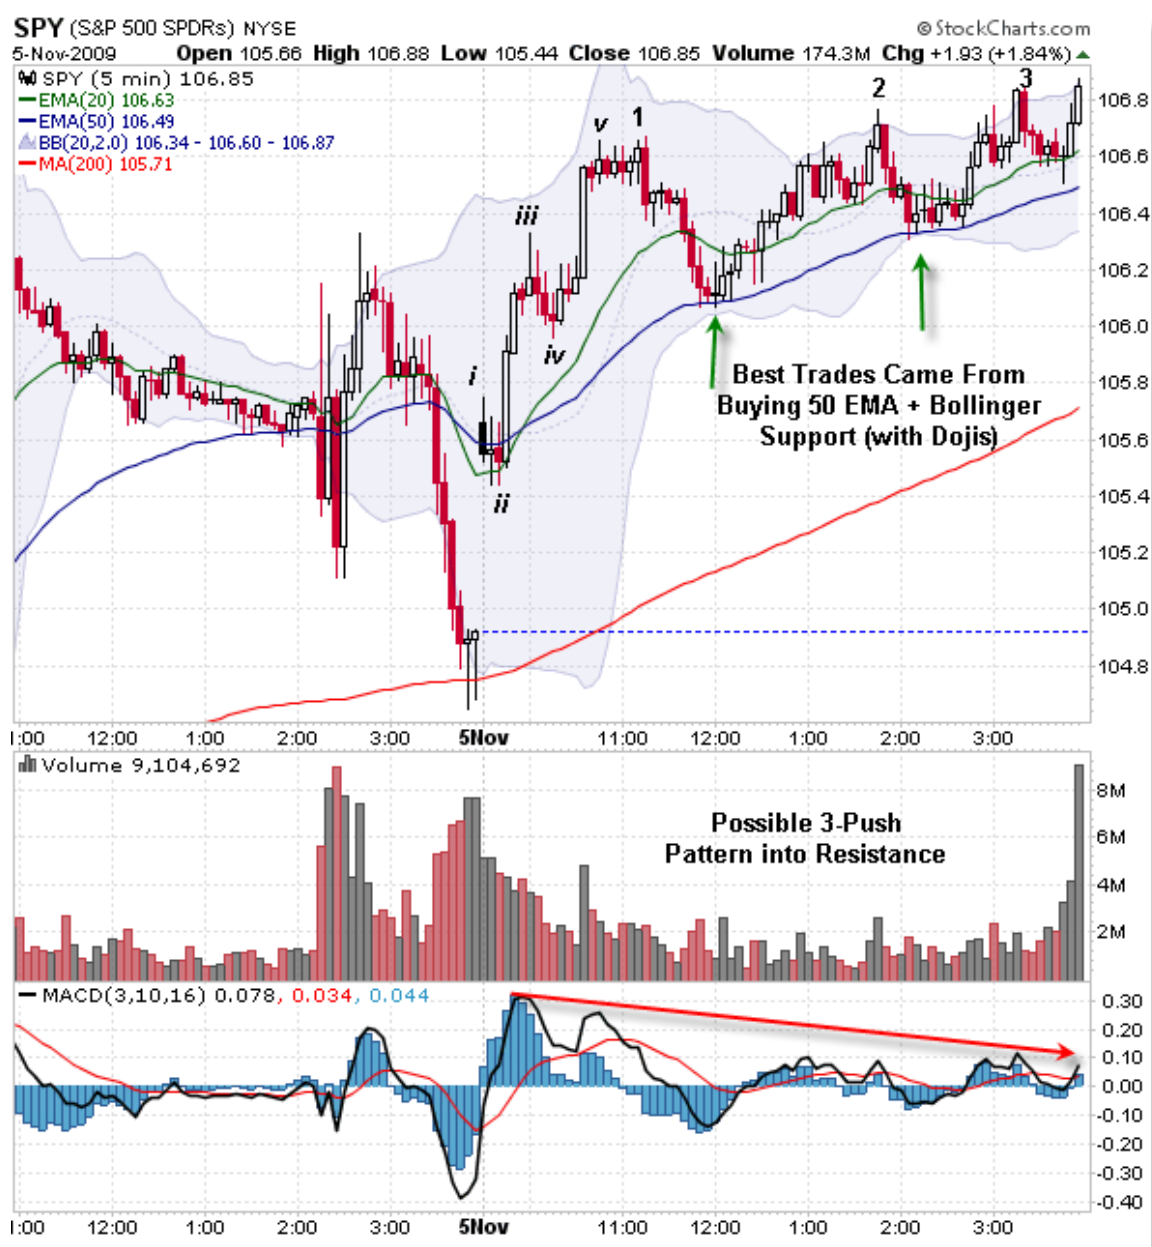 SPY (S&P 500 SPDRs) NYSE © StockCharts.com
5-Nov-2009 Open 105.66 High 106.88 Low 105.44 Close 106.85 Volume 174.3M Chg +1.93 (+1.84%)
SPY (5 min) 106.85
EMA(20) 106.63
EMA(50) 106.49
BB(20,2.0) 106.34 - 106.60 - 106.87
MA(200) 105.71
i
ii
iii
iv
v
1
2
3
Best Trades Came From
Buying 50 EMA + Bollinger
Support (with Dojis)
106.8
106.6
106.4
106.2
106.0
105.8
105.6
105.4
105.2
105.0
104.8
1:00 12:00 1:00 2:00 3:00 5Nov 11:00 12:00 1:00 2:00 3:00
Volume 9,104,692
Possible 3-Push
Pattern into Resistance
8M
6M
4M
2M
MACD(3,10,16) 0.078, 0.034, 0.044
0.30
0.20
0.10
0.00
-0.10
-0.20
-0.30
-0.40
1:00 12:00 1:00 2:00 3:00 5Nov 11:00 12:00 1:00 2:00 3:00